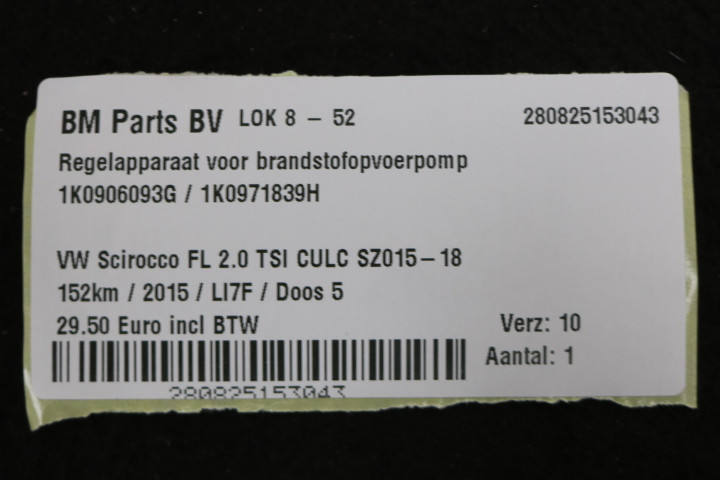 BM Parts BV LOK 8 – 52 280825153043
Regelapparaat voor brandstofopvoerpomp
1K0906093G / 1K0971839H
VW Scirocco FL 2.0 TSI CULC SZ015–18
152km / 2015 / LI7F / Doos 5
29.50 Euro incl BTW Verz: 10
Aantal: 1
280825153043